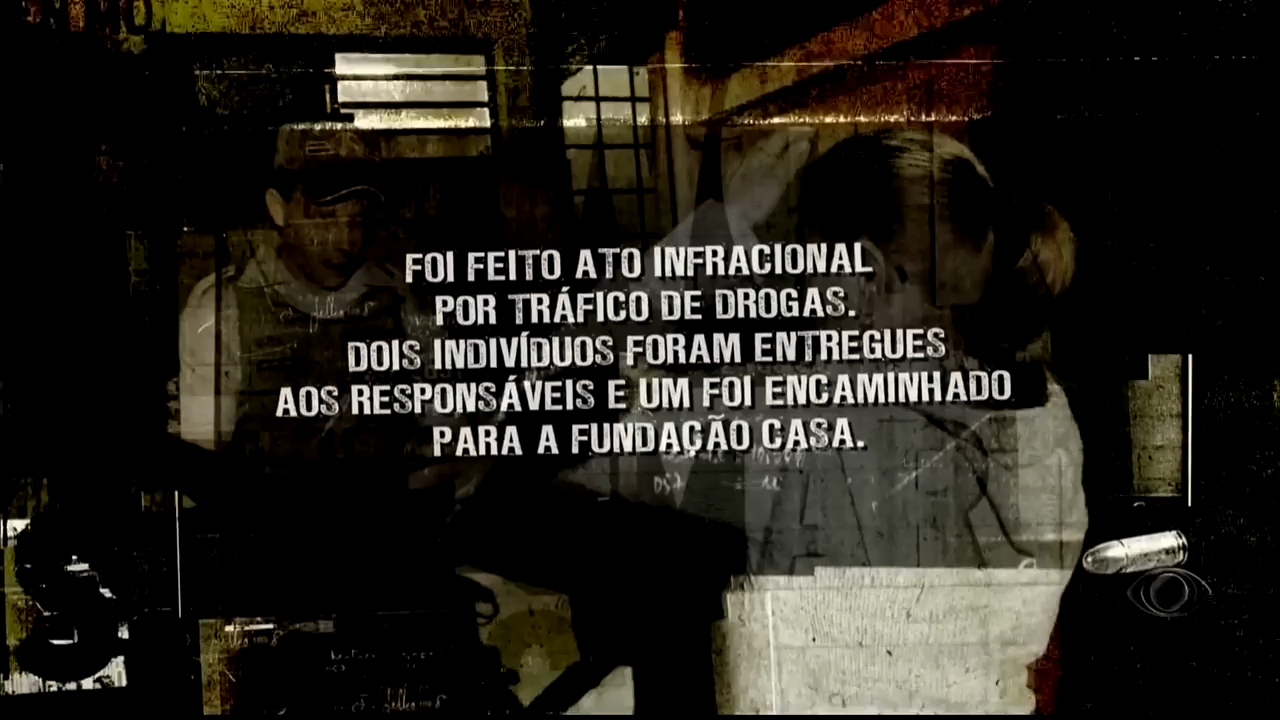 FOI FEITO ATO INFRACIONAL
POR TRÁFICO DE DROGAS.
DOIS INDIVÍDUOS FORAM ENTREGUES
AOS RESPONSÁVEIS E UM FOI ENCAMINHADO
PARA A FUNDAÇÃO CASA.